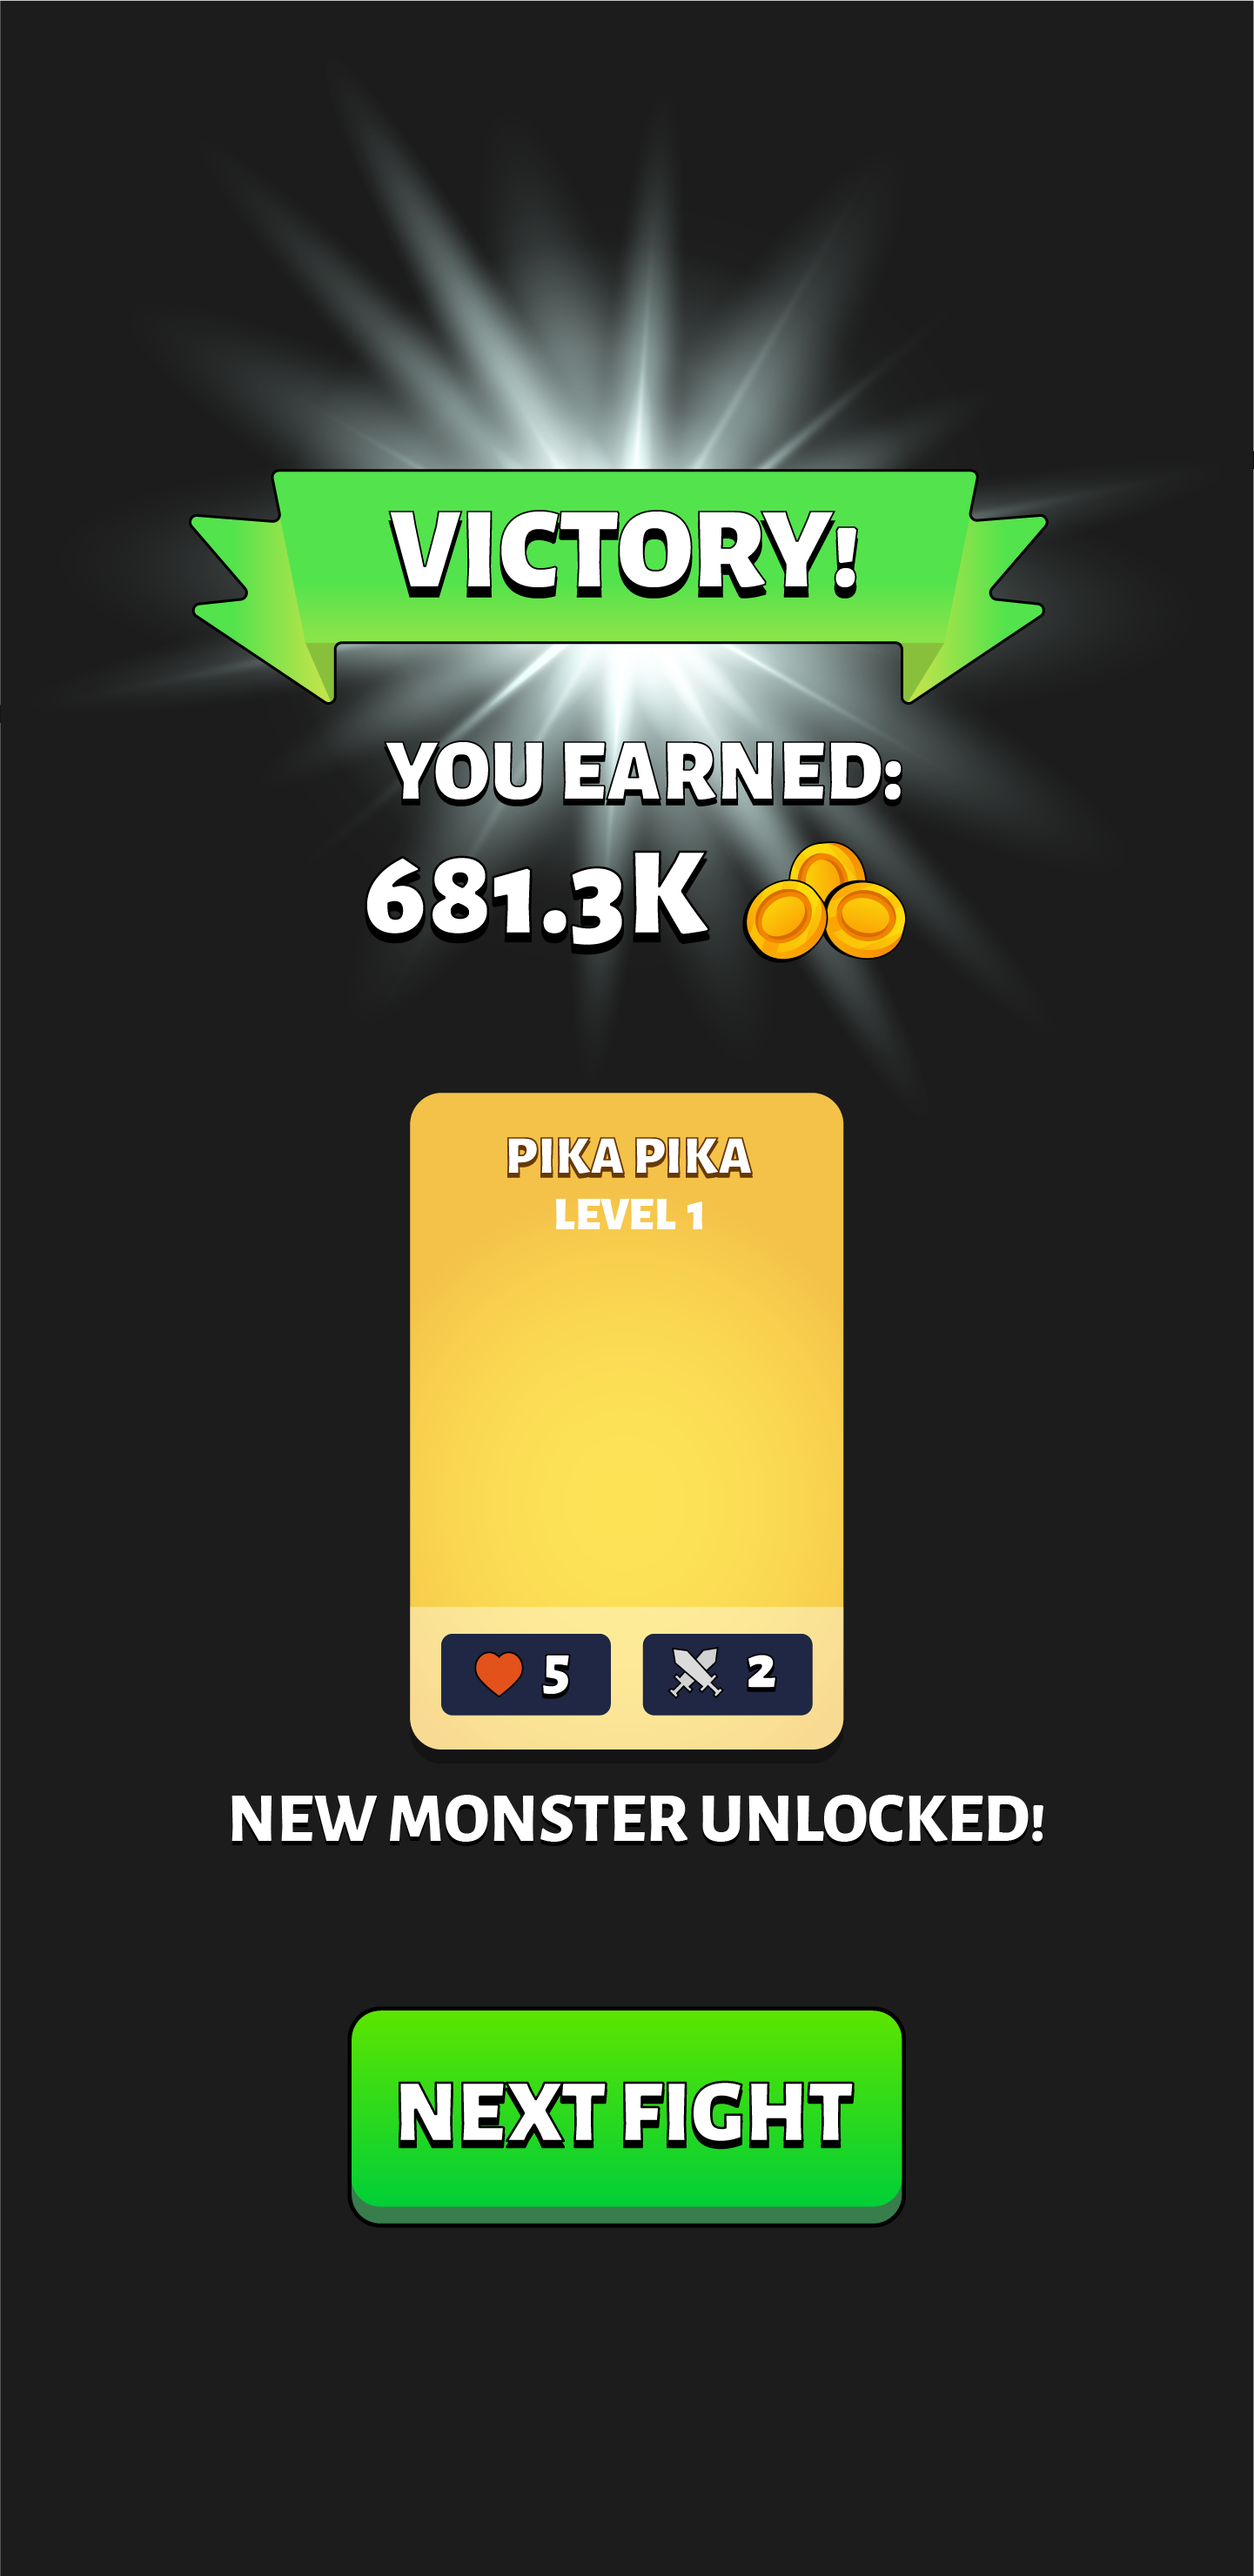 VICTORY!
YOU EARNED:
681.3K
PIKA PIKA
LEVEL 1
5 2
NEW MONSTER UNLOCKED!
NEXT FIGHT